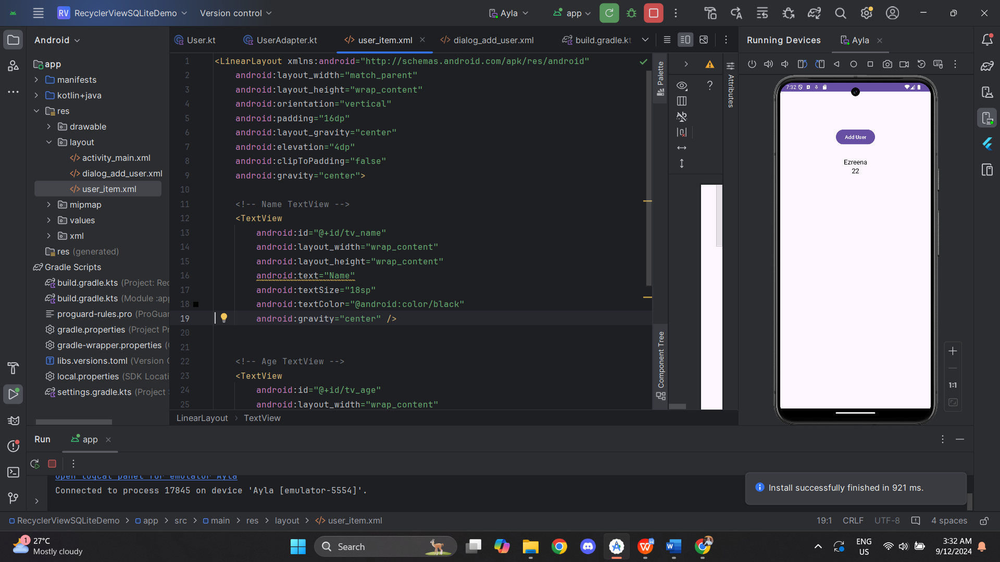 RV RecyclerViewSQLiteDemo Version control Ayla app
Android User.kt UserAdapter.kt user_item.xml dialog_add_user.xml build.gradle.kt Running Devices Ayla
app
manifests
kotlin+java
res
drawable
layout
activity_main.xml
dialog_add_user.xml
user_item.xml
mipmap
values
xml
res (generated)
Gradle Scripts
build.gradle.kts (Project: Rec
build.gradle.kts (Module :app
proguard-rules.pro (ProGuar
gradle.properties (Project Pr
gradle-wrapper.properties (
libs.versions.toml (Version
local.properties (SDK Locati
settings.gradle.kts (Project
1 <LinearLayout xmlns:android="http://schemas.android.com/apk/res/android"
2 android:layout_width="match_parent"
3 android:layout_height="wrap_content"
4 android:orientation="vertical"
5 android:padding="16dp"
6 android:layout_gravity="center"
7 android:elevation="4dp"
8 android:clipToPadding="false"
9 android:gravity="center">
10
11 <!-- Name TextView -->
12 <TextView
13 android:id="@+id/tv_name"
14 android:layout_width="wrap_content"
15 android:layout_height="wrap_content"
16 android:text="Name"
17 android:textSize="18sp"
18 android:textColor="@android:color/black"
19 android:gravity="center" />
20
21
22 <!-- Age TextView -->
23 <TextView
24 android:id="@+id/tv_age"
25 android:layout_width="wrap_content"
LinearLayout > TextView
Palette
Component Tree
Attributes
?
7:32
Add User
Ezreena
22
1:1
Run app
Open logcat panel for emulator Ayla
Connected to process 17845 on device 'Ayla [emulator-5554]'.
Install successfully finished in 921 ms.
RecyclerViewSQLiteDemo > app > src > main > res > layout > user_item.xml 19:1 CRLF UTF-8 4 spaces
1
27°C
Mostly cloudy
Search
ENG
US
3:32 AM
9/12/2024